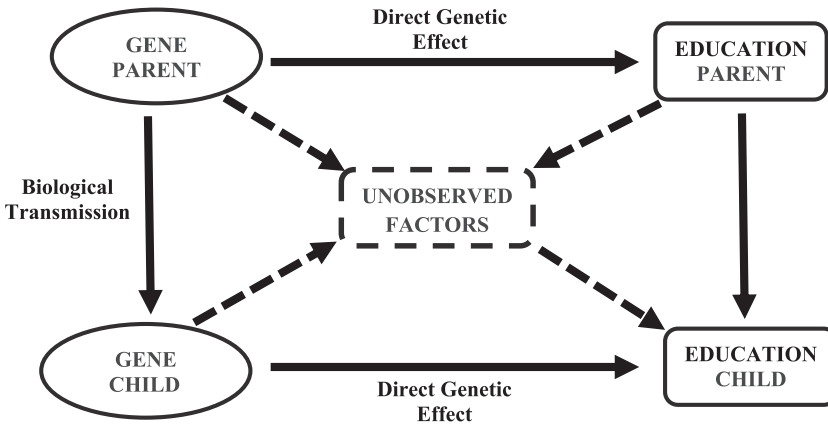 Direct Genetic
Effect
GENE
PARENT
EDUCATION
PARENT
Biological
Transmission
UNOBSERVED
FACTORS
GENE
CHILD
EDUCATION
CHILD
Direct Genetic
Effect